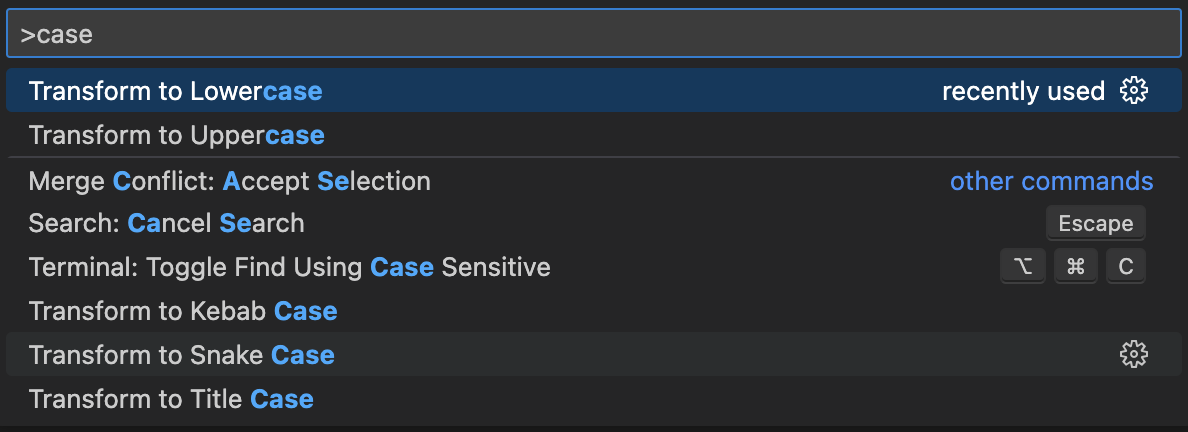 >case
Transform to Lowercase recently used
Transform to Uppercase
Merge Conflict: Accept Selection other commands
Search: Cancel Search Escape
Terminal: Toggle Find Using Case Sensitive ⌥ ⌘ C
Transform to Kebab Case
Transform to Snake Case
Transform to Title Case